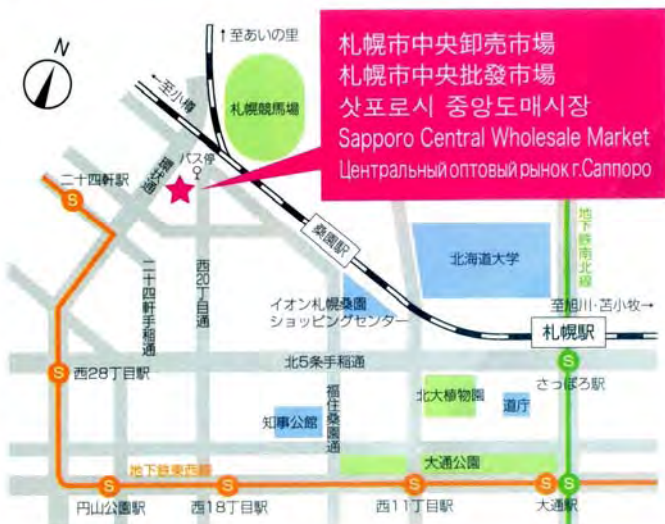 N
↑至あいの里
←至小樽
札幌競馬場
札幌市中央卸売市場
札幌市中央批發市場
삿포로시 중앙도매시장
Sapporo Central Wholesale Market
Центральный оптовый рынок г.Саппоро
環状通
バス停
二十四軒駅
S
二十四軒手稲通
西20丁目通
桑園駅
北海道大学
地下鉄南北線
イオン札幌桑園
ショッピングセンター
至旭川・苫小牧→
札幌駅
S
さっぽろ駅
北5条手稲通
S
西28丁目駅
福住桑園通
知事公館
北大植物園
道庁
地下鉄東西線
大通公園
S
円山公園駅
S
西18丁目駅
S
西11丁目駅
S
S
大通駅